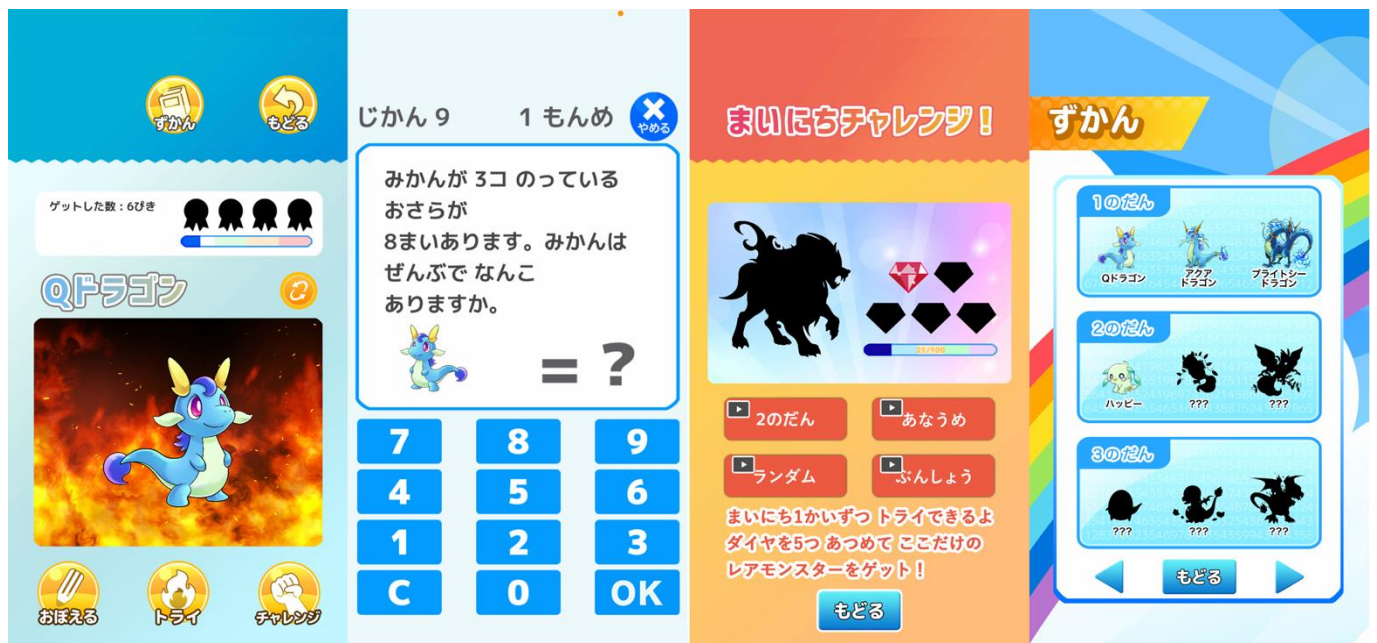 ずかん
もどる
ゲットした数：6ぴき
Qドラゴン
おぼえる
トライ
チャレンジ
じかん 9
1 もんめ
やめる
みかんが 3コ のっている
おさらが
8まいあります。みかんは
ぜんぶで なんこ
ありますか。
= ?
7 8 9
4 5 6
1 2 3
C 0 OK
まいにちチャレンジ！
21/100
2のだん
あなうめ
ランダム
ぶんしょう
まいにち1かいずつ トライできるよ
ダイヤを5つ あつめて ここだけの
レアモンスターをゲット！
もどる
ずかん
1のだん
Qドラゴン
アクア
ドラゴン
ブライトシー
ドラゴン
2のだん
ハッピー
???
???
3のだん
???
???
???
もどる